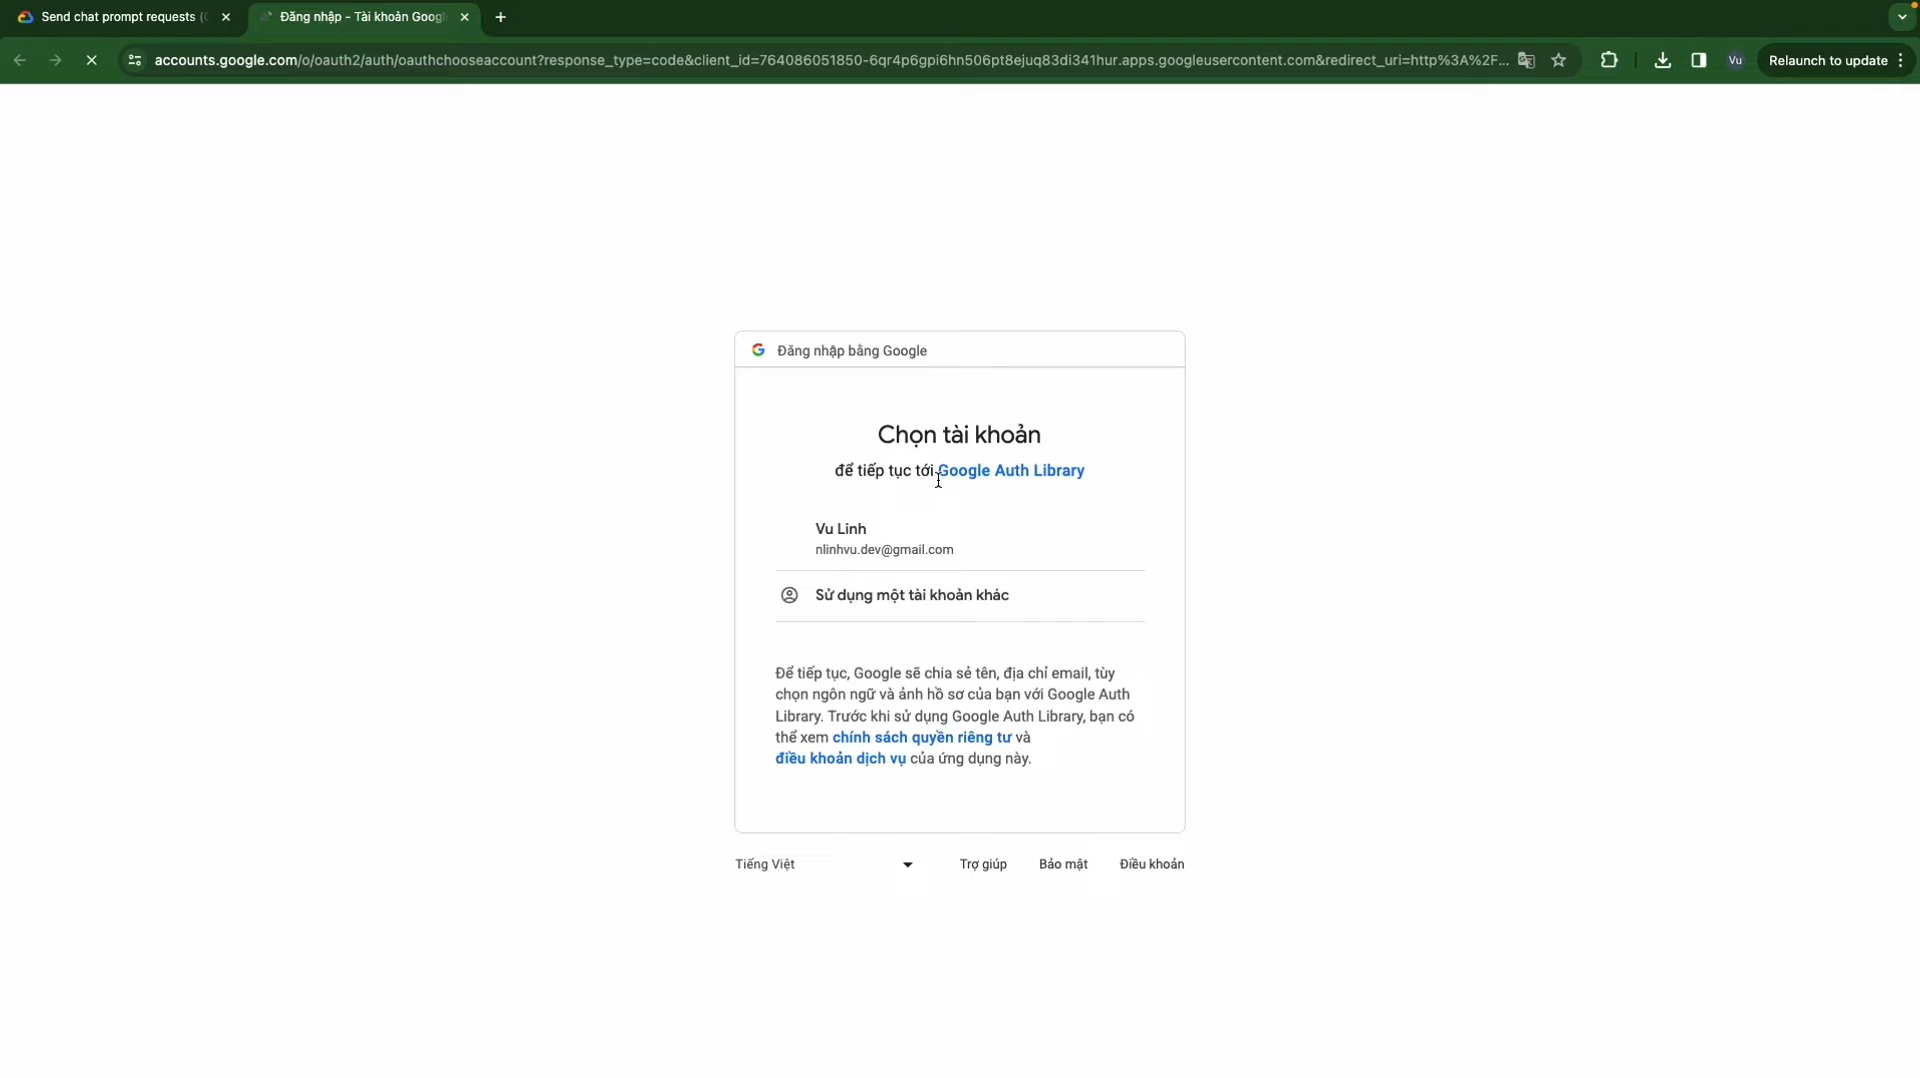 Send chat prompt requests (
Đăng nhập - Tài khoản Googl
accounts.google.com/o/oauth2/auth/oauthchooseaccount?response_type=code&client_id=764086051850-6qr4p6gpi6hn506pt8ejuq83di341hur.apps.googleusercontent.com&redirect_uri=http%3A%2F...
Vu
Relaunch to update
Đăng nhập bằng Google
Chọn tài khoản
để tiếp tục tới Google Auth Library
Vu Linh
nlinhvu.dev@gmail.com
Sử dụng một tài khoản khác
Để tiếp tục, Google sẽ chia sẻ tên, địa chỉ email, tùy
chọn ngôn ngữ và ảnh hồ sơ của bạn với Google Auth
Library. Trước khi sử dụng Google Auth Library, bạn có
thể xem chính sách quyền riêng tư và
điều khoản dịch vụ của ứng dụng này.
Tiếng Việt
Trợ giúp
Bảo mật
Điều khoản